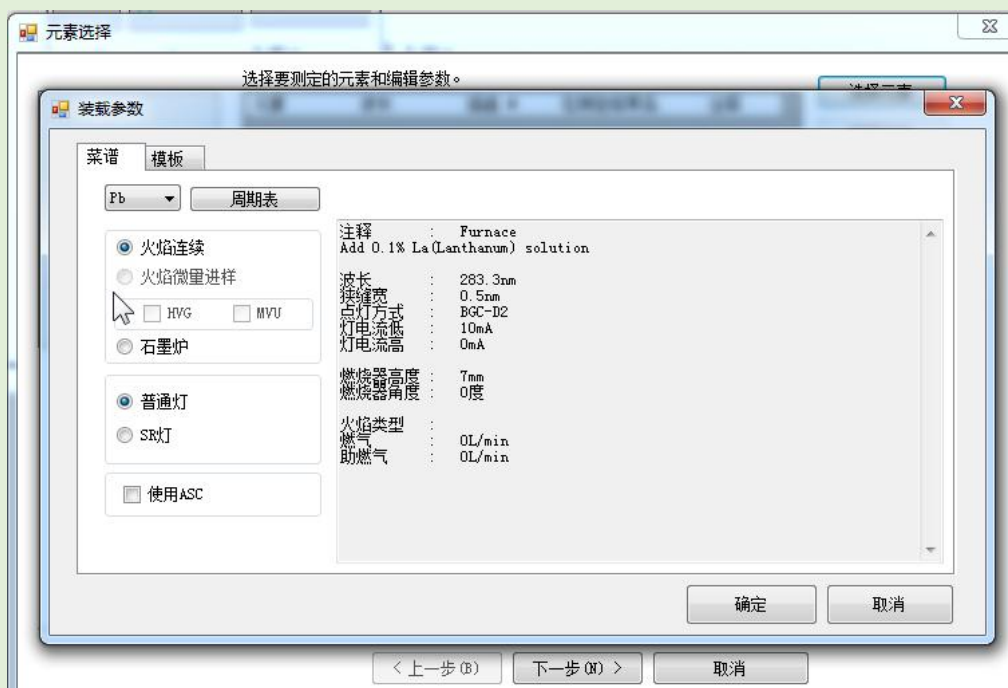 元素选择
选择要测定的元素和编辑参数。
选择元素
装载参数
菜谱 模板
Pb 周期表
火焰连续
火焰微量进样
HVG MVU
石墨炉
普通灯
SR灯
使用ASC
注释 : Furnace
Add 0.1% La(Lanthanum) solution
波长 : 283.3nm
狭缝宽 : 0.5nm
点灯方式 : BGC-D2
灯电流低 : 10mA
灯电流高 : 0mA
燃烧器高度 : 7mm
燃烧器角度 : 0度
火焰类型 :
燃气 : 0L/min
助燃气 : 0L/min
确定 取消
< 上一步(B) 下一步(N) > 取消